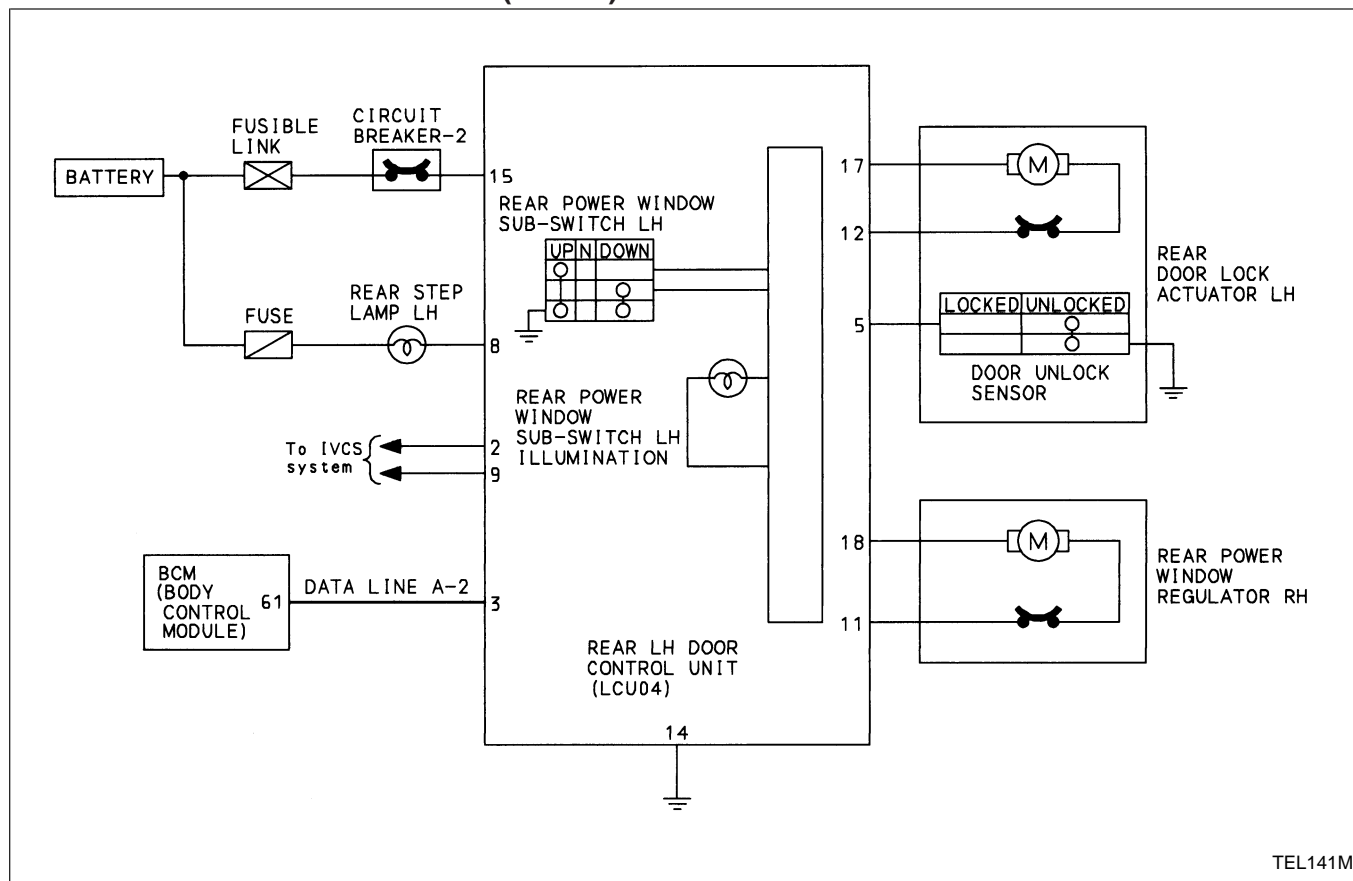 BATTERY
FUSIBLE
LINK
CIRCUIT
BREAKER-2
15
FUSE
REAR STEP
LAMP LH
8
To IVCS
system
2
9
BCM
(BODY
CONTROL
MODULE)
61
DATA LINE A-2
3
REAR POWER WINDOW
SUB-SWITCH LH
UP N DOWN
REAR POWER
WINDOW
SUB-SWITCH LH
ILLUMINATION
REAR LH DOOR
CONTROL UNIT
(LCU04)
14
17
12
5
M
LOCKED UNLOCKED
DOOR UNLOCK
SENSOR
REAR
DOOR LOCK
ACTUATOR LH
18
11
M
REAR POWER
WINDOW
REGULATOR RH
TEL141M